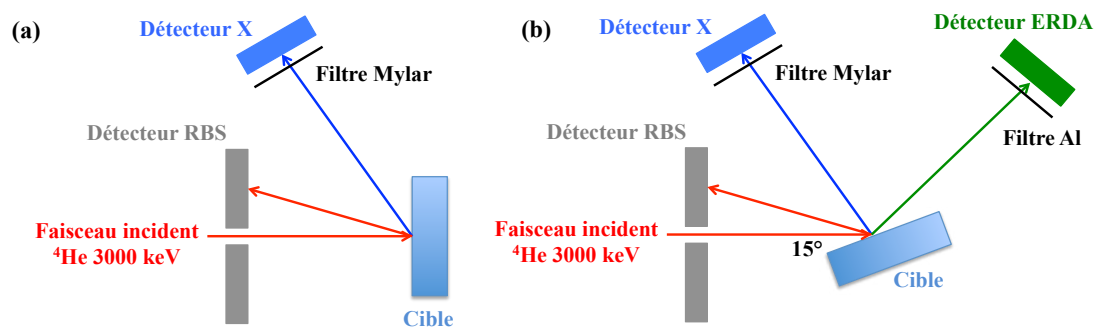 (a)
Détecteur X
Filtre Mylar
Détecteur RBS
Faisceau incident
⁴He 3000 keV
Cible
(b)
Détecteur X
Détecteur ERDA
Filtre Mylar
Filtre Al
Détecteur RBS
Faisceau incident
⁴He 3000 keV
15°
Cible